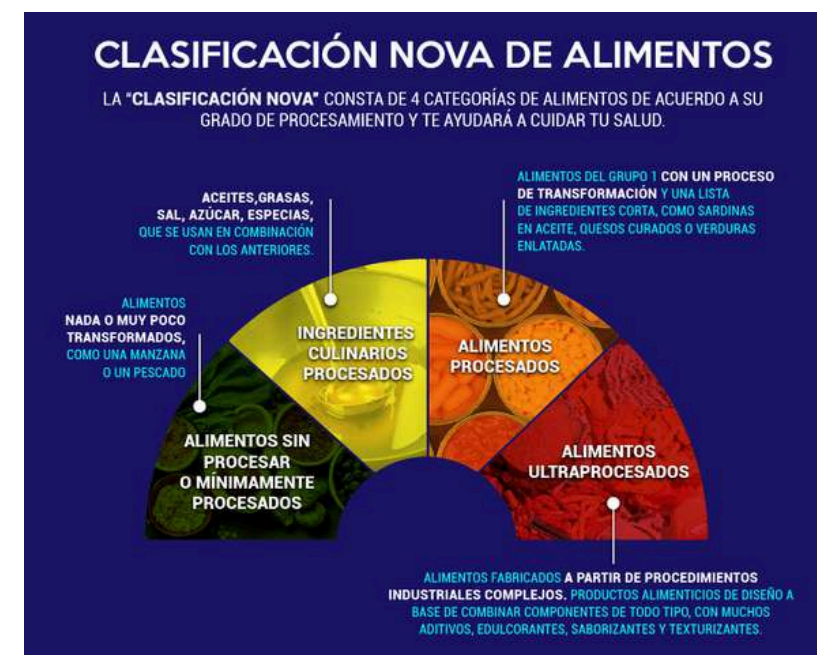 CLASIFICACIÓN NOVA DE ALIMENTOS
LA "CLASIFICACIÓN NOVA" CONSTA DE 4 CATEGORÍAS DE ALIMENTOS DE ACUERDO A SU
GRADO DE PROCESAMIENTO Y TE AYUDARÁ A CUIDAR TU SALUD.
ALIMENTOS
NADA O MUY POCO
TRANSFORMADOS,
COMO UNA MANZANA
O UN PESCADO
ALIMENTOS SIN
PROCESAR
O MÍNIMAMENTE
PROCESADOS
ACEITES,GRASAS,
SAL, AZÚCAR, ESPECIAS,
QUE SE USAN EN COMBINACIÓN
CON LOS ANTERIORES.
INGREDIENTES
CULINARIOS
PROCESADOS
ALIMENTOS DEL GRUPO 1 CON UN PROCESO
DE TRANSFORMACIÓN Y UNA LISTA
DE INGREDIENTES CORTA, COMO SARDINAS
EN ACEITE, QUESOS CURADOS O VERDURAS
ENLATADAS.
ALIMENTOS
PROCESADOS
ALIMENTOS
ULTRAPROCESADOS
ALIMENTOS FABRICADOS A PARTIR DE PROCEDIMIENTOS
INDUSTRIALES COMPLEJOS. PRODUCTOS ALIMENTICIOS DE DISEÑO A
BASE DE COMBINAR COMPONENTES DE TODO TIPO, CON MUCHOS
ADITIVOS, EDULCORANTES, SABORIZANTES Y TEXTURIZANTES.